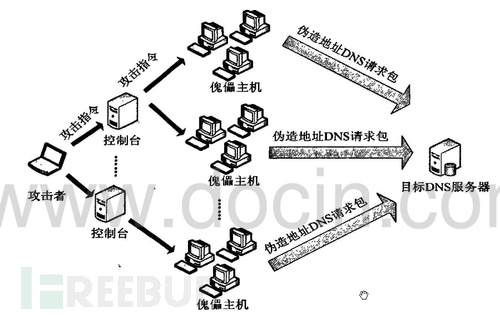 伪造地址DNS请求包
攻击指令
傀儡主机
攻击指令
控制台
伪造地址DNS请求包
傀儡主机
攻击者
目标DNS服务器
www.docin.com
控制台
伪造地址DNS请求包
傀儡主机
FREEBUF